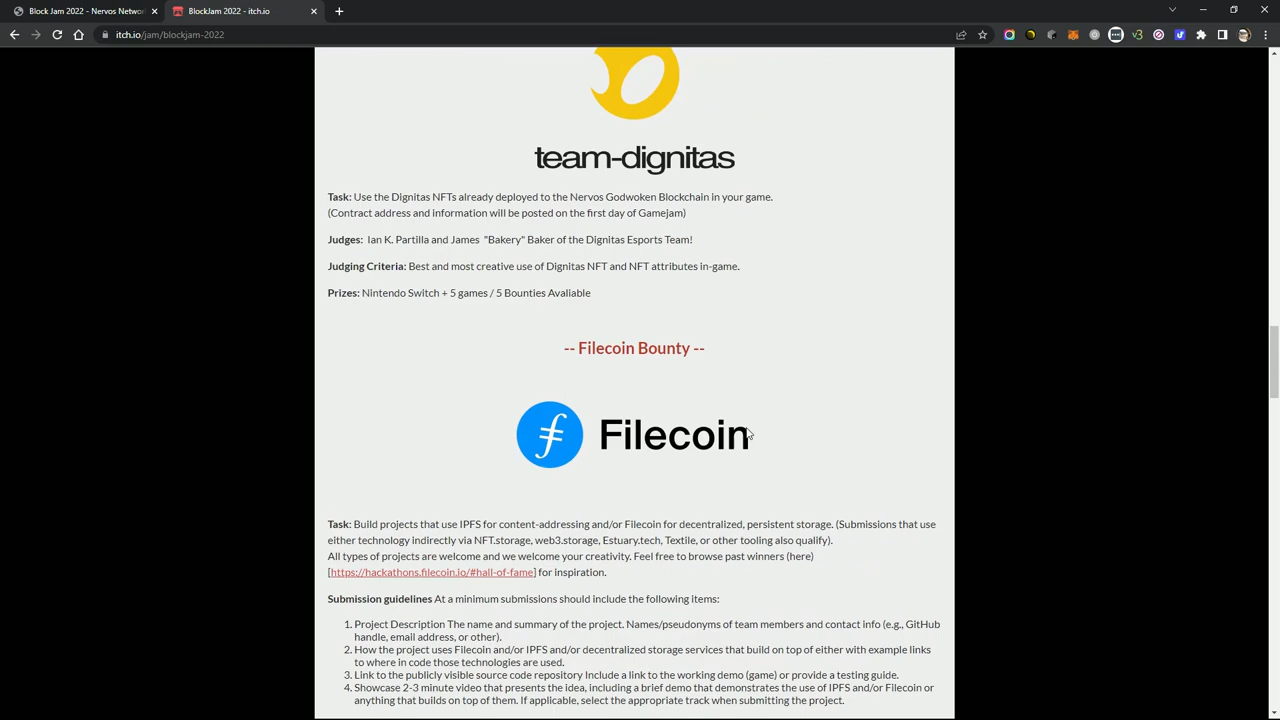 Block Jam 2022 - Nervos Networ
BlockJam 2022 - itch.io
itch.io/jam/blockjam-2022
team-dignitas
Task: Use the Dignitas NFTs already deployed to the Nervos Godwoken Blockchain in your game.
(Contract address and information will be posted on the first day of Gamejam)
Judges: Ian K. Partilla and James "Bakery" Baker of the Dignitas Esports Team!
Judging Criteria: Best and most creative use of Dignitas NFT and NFT attributes in-game.
Prizes: Nintendo Switch + 5 games / 5 Bounties Avaliable
-- Filecoin Bounty --
Filecoin
Task: Build projects that use IPFS for content-addressing and/or Filecoin for decentralized, persistent storage. (Submissions that use
either technology indirectly via NFT.storage, web3.storage, Estuary.tech, Textile, or other tooling also qualify).
All types of projects are welcome and we welcome your creativity. Feel free to browse past winners (here)
[https://hackathons.filecoin.io/#hall-of-fame] for inspiration.
Submission guidelines At a minimum submissions should include the following items:
1. Project Description The name and summary of the project. Names/pseudonyms of team members and contact info (e.g., GitHub
handle, email address, or other).
2. How the project uses Filecoin and/or IPFS and/or decentralized storage services that build on top of either with example links
to where in code those technologies are used.
3. Link to the publicly visible source code repository Include a link to the working demo (game) or provide a testing guide.
4. Showcase 2-3 minute video that presents the idea, including a brief demo that demonstrates the use of IPFS and/or Filecoin or
anything that builds on top of them. If applicable, select the appropriate track when submitting the project.